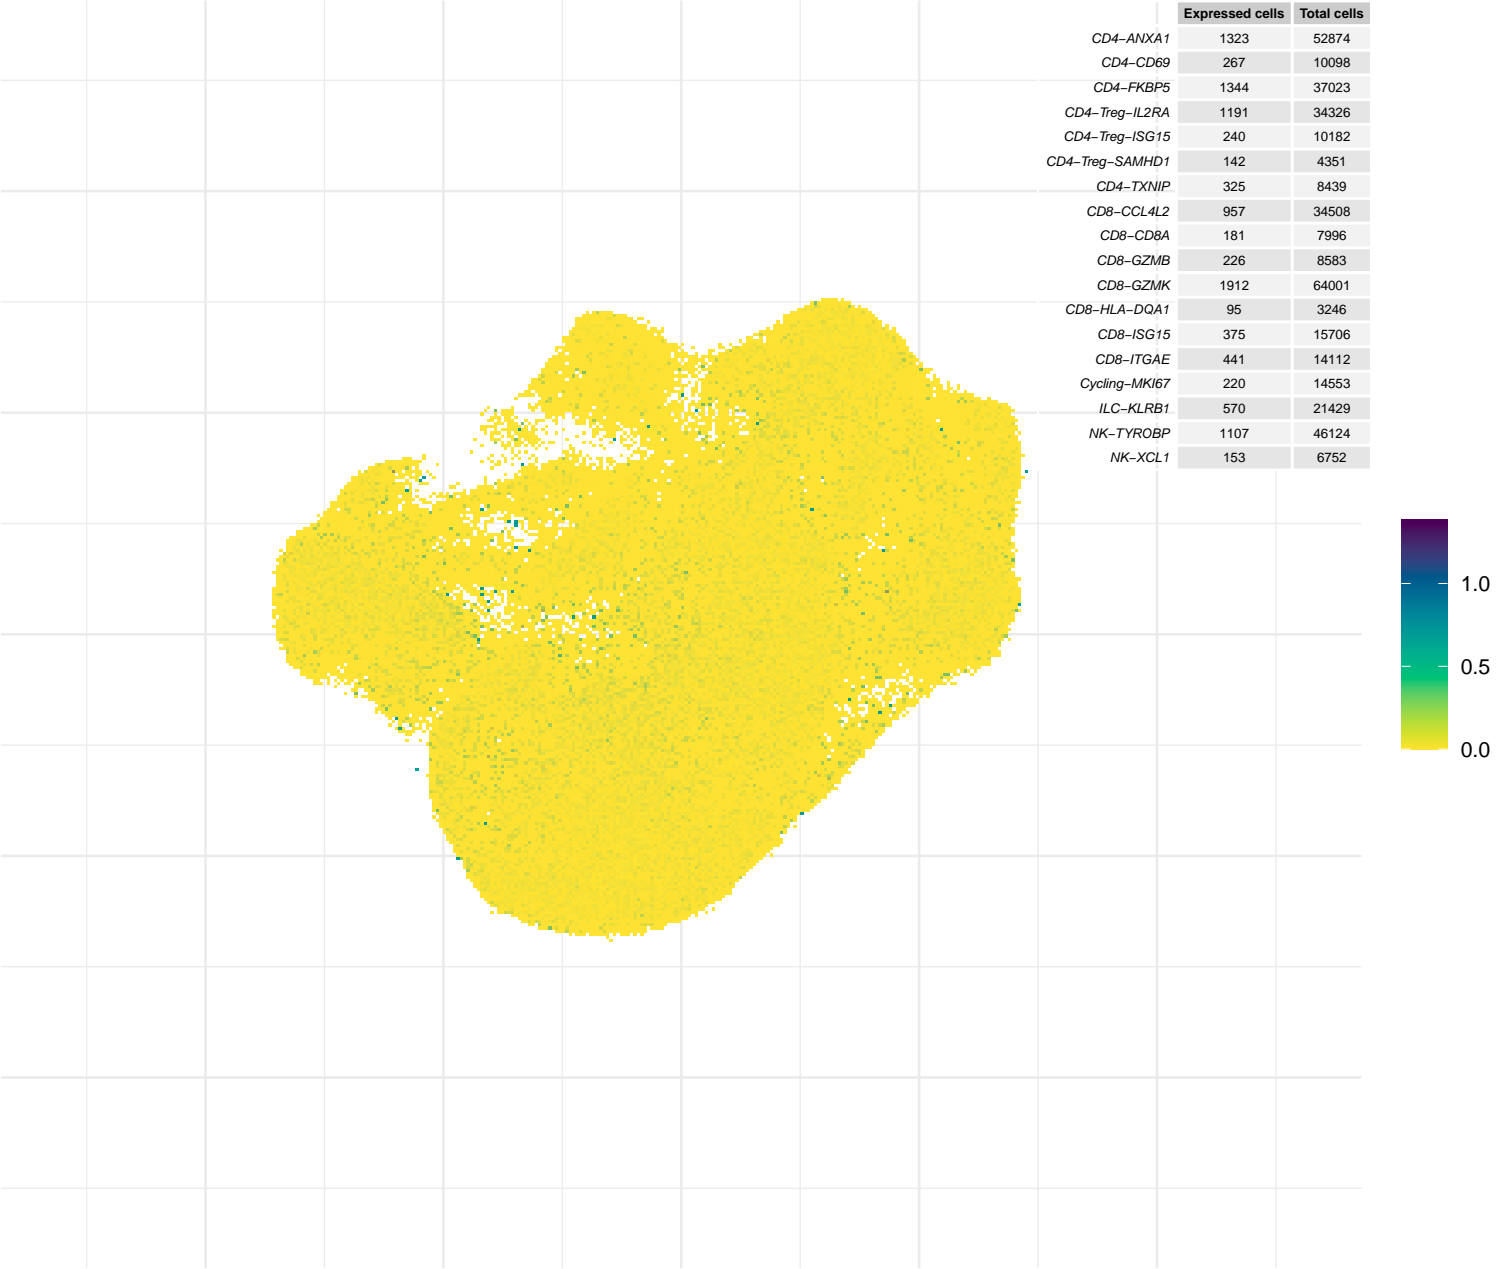 Expressed cells Total cells
CD4−ANXA1 1323 52874
CD4−CD69 267 10098
CD4−FKBP5 1344 37023
CD4−Treg−IL2RA 1191 34326
CD4−Treg−ISG15 240 10182
CD4−Treg−SAMHD1 142 4351
CD4−TXNIP 325 8439
CD8−CCL4L2 957 34508
CD8−CD8A 181 7996
CD8−GZMB 226 8583
CD8−GZMK 1912 64001
CD8−HLA−DQA1 95 3246
CD8−ISG15 375 15706
CD8−ITGAE 441 14112
Cycling−MKI67 220 14553
ILC−KLRB1 570 21429
NK−TYROBP 1107 46124
NK−XCL1 153 6752
1.0
0.5
0.0